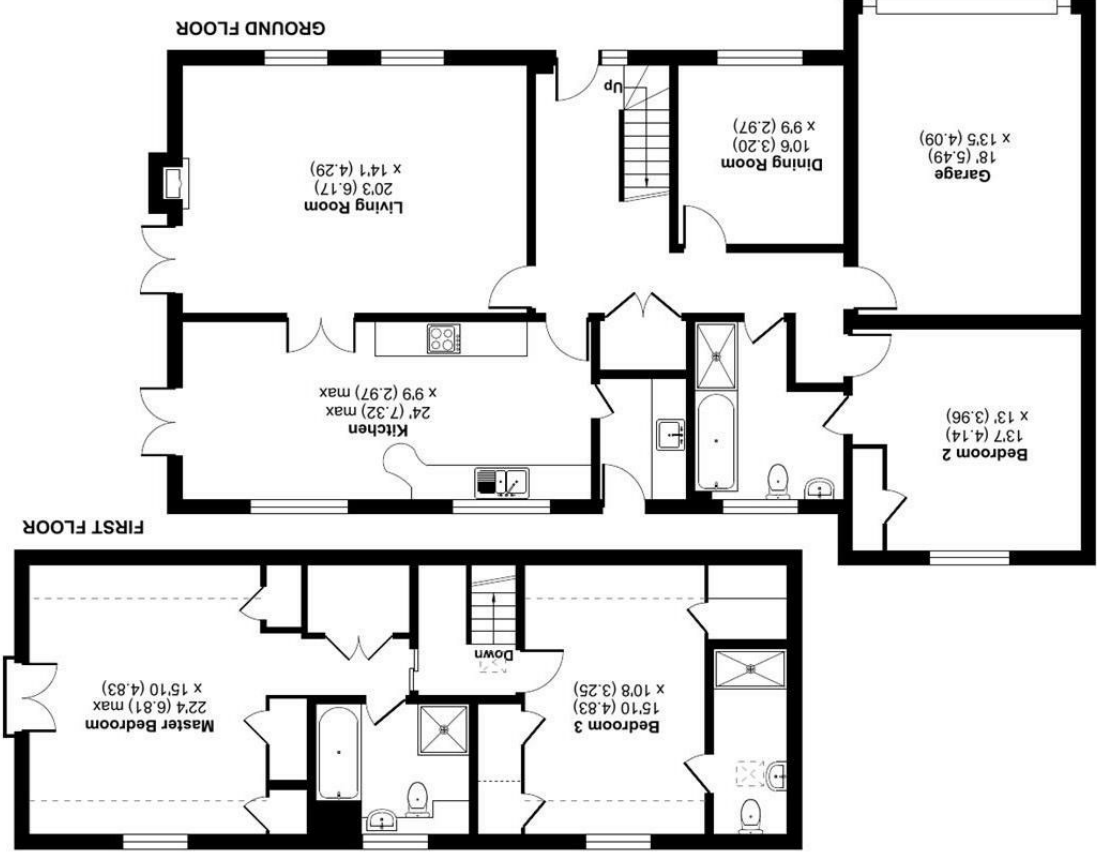 Bedroom 3
15'10 (4.83)
x 10'8 (3.25)
Master Bedroom
22'4 (6.81) max
x 15'10 (4.83)
Down
FIRST FLOOR
Bedroom 2
13'7 (4.14)
x 13' (3.96)
Kitchen
24' (7.32) max
x 9'9 (2.97) max
Garage
18' (5.49)
x 13'5 (4.09)
Dining Room
10'6 (3.20)
x 9'9 (2.97)
Living Room
20'3 (6.17)
x 14'1 (4.29)
Up
GROUND FLOOR